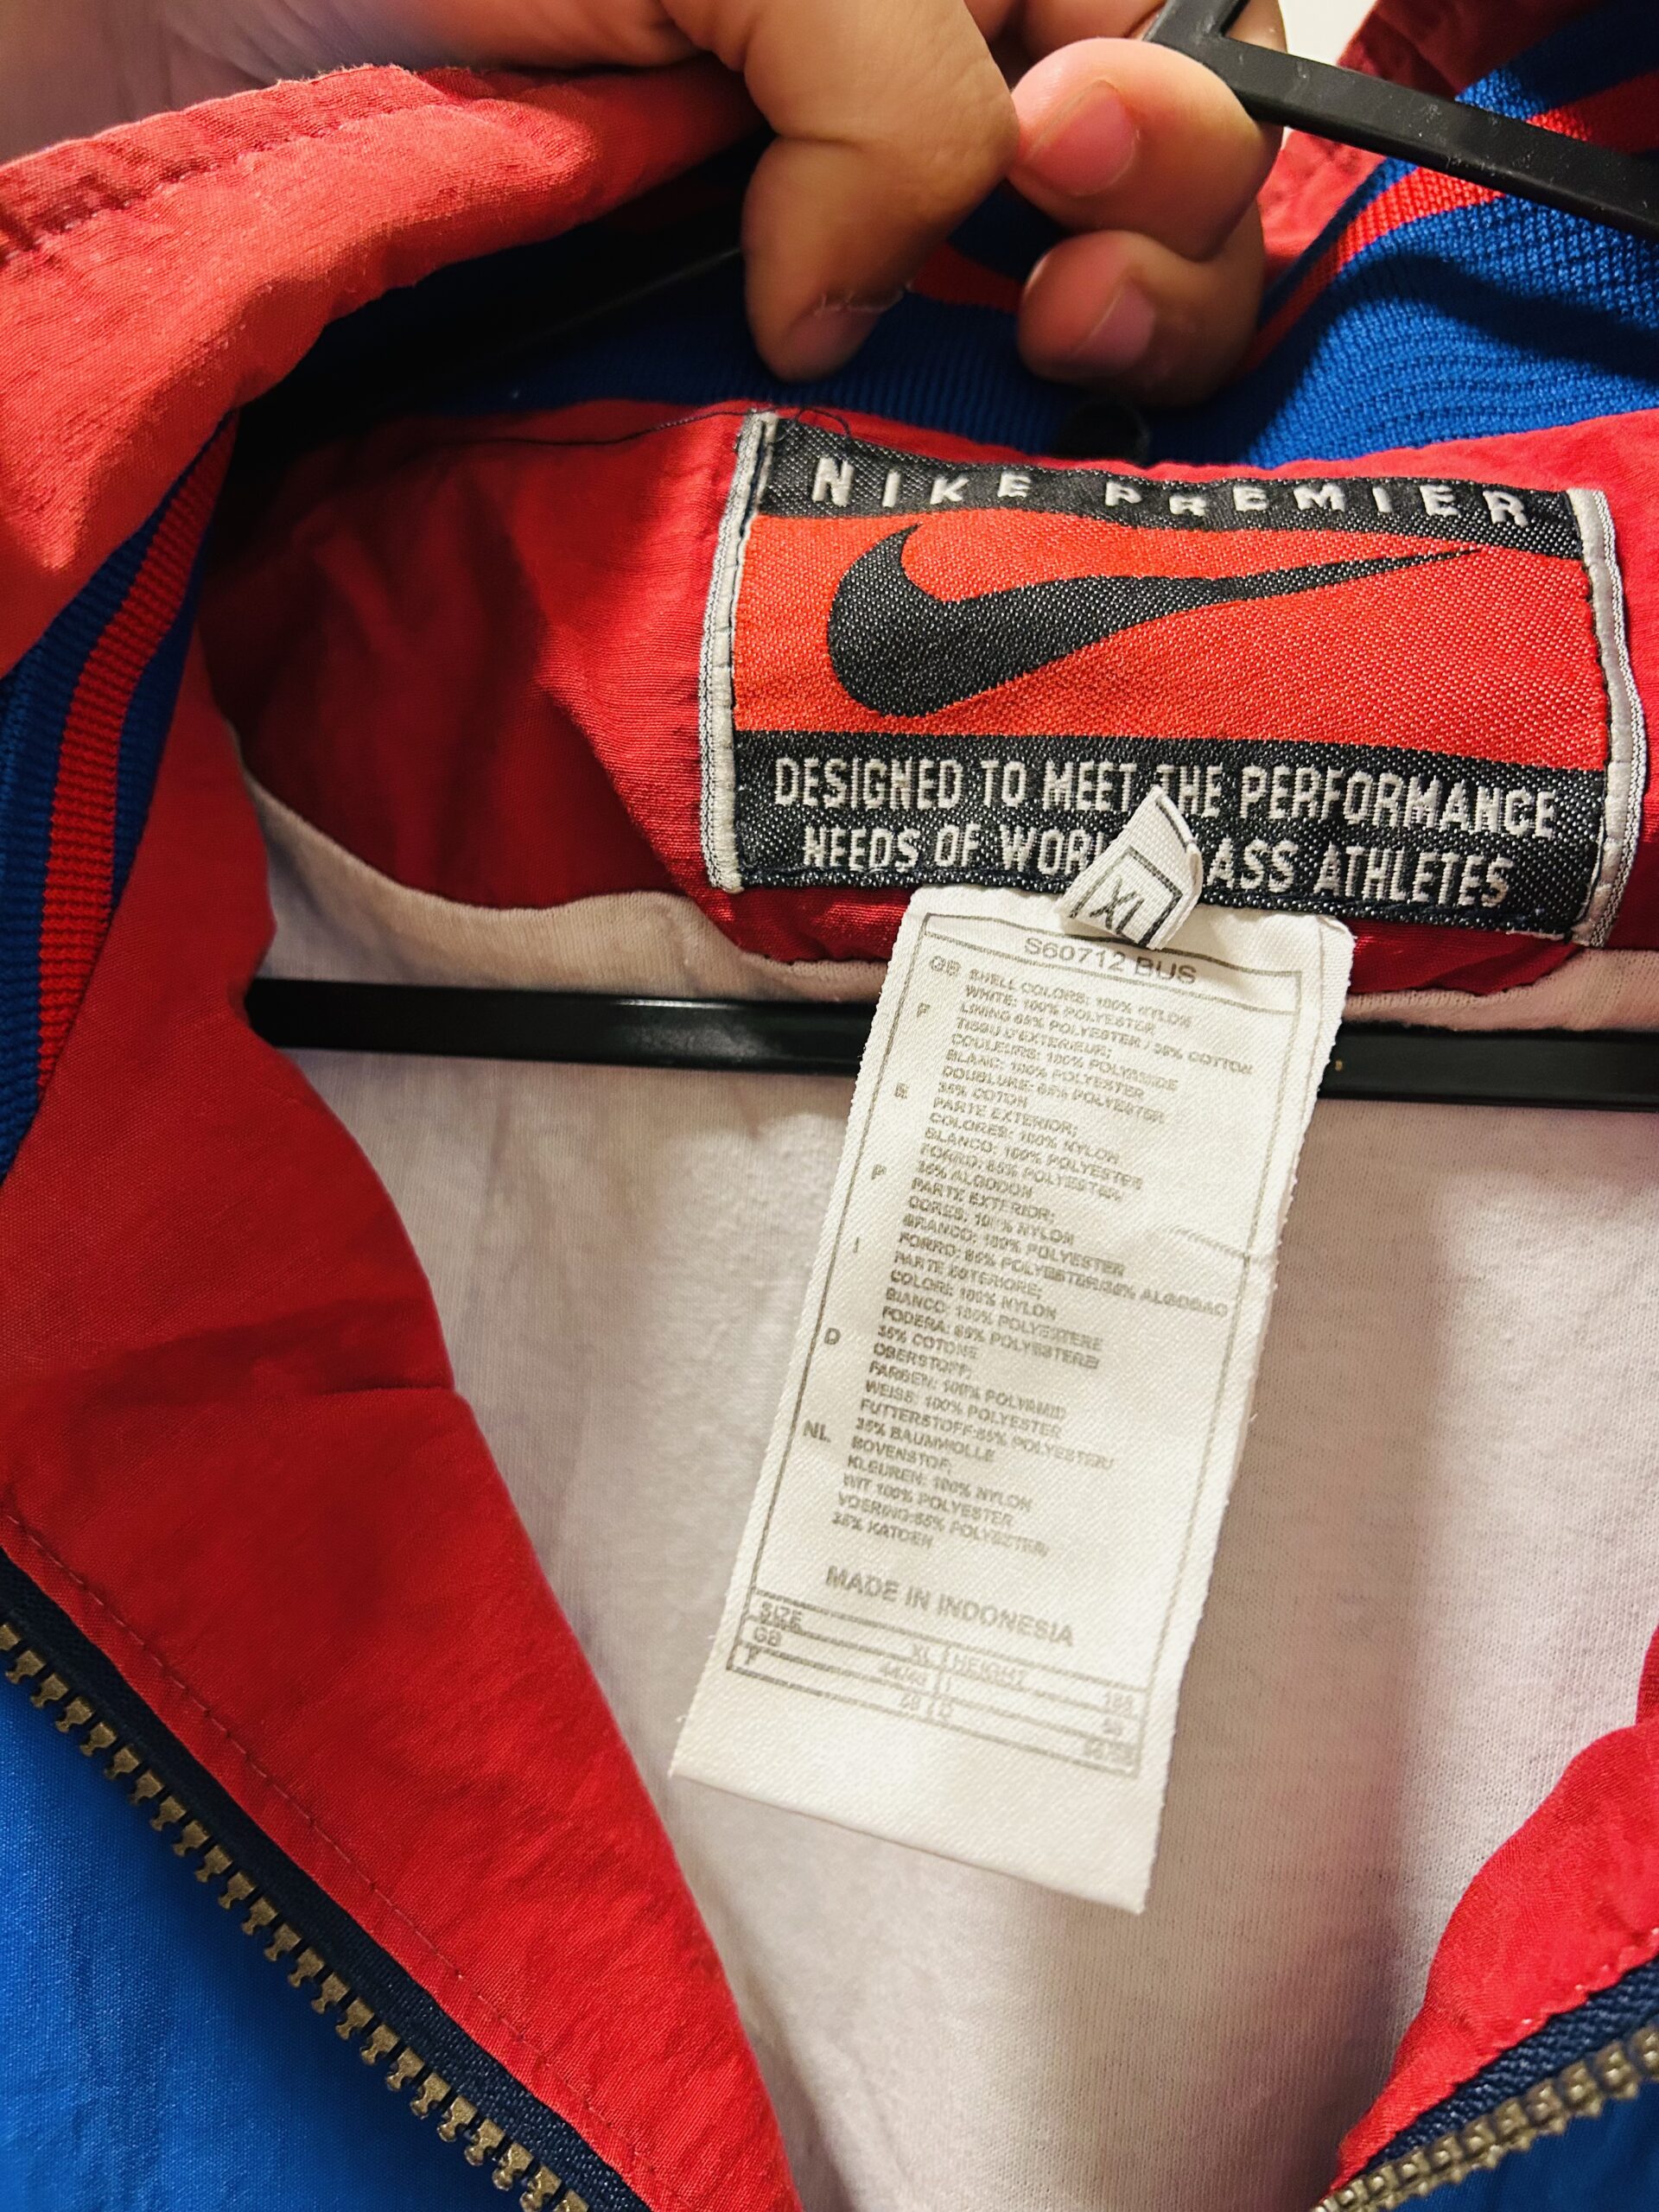 NIKE PREMIER
DESIGNED TO MEET THE PERFORMANCE
NEEDS OF ATHLETES
XL
S60712 BUS
GB SHELL COLORS: 100% NYLON
WHITE: 100% POLYESTER
LINING 65% POLYESTER / 35% COTTON
F TISSU D'EXTERIEUR;
COULEURS: 100% POLYAMIDE
BLANC: 100% POLYESTER
DOUBLURE: 65% POLYESTER
35% COTON
E PARTE EXTERIOR;
COLORES: 100% NYLON
BLANCO: 100% POLYESTER
FORRO: 65% POLYESTER/
35% ALGODON
P PARTE EXTERIOR;
CORES: 100% NYLON
BRANCO: 100% POLYESTER
FORRO: 65% POLYESTER/35% ALGODAO
I PARTE ESTERIORE;
COLORI: 100% NYLON
BIANCO: 100% POLYESTERE
FODERA: 65% POLYESTERE/
35% COTONE
D OBERSTOFF;
FARBEN: 100% POLYAMID
WEISS: 100% POLYESTER
FUTTERSTOFF:65% POLYESTER/
35% BAUMWOLLE
NL BOVENSTOF;
KLEUREN: 100% NYLON
WIT 100% POLYESTER
VOERING:65% POLYESTER/
35% KATOEN
MADE IN INDONESIA
SIZE XL HEIGHT 188
GB I
F D